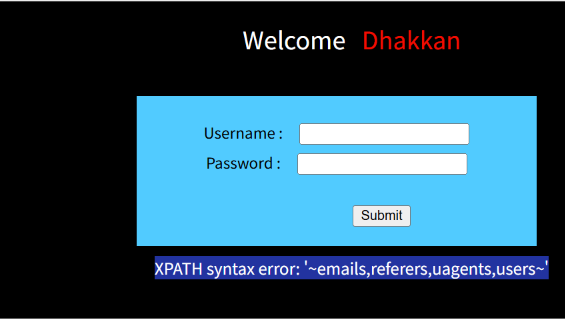 Welcome Dhakkan
Username :
Password :
Submit
XPATH syntax error: '~emails,referers,uagents,users~'